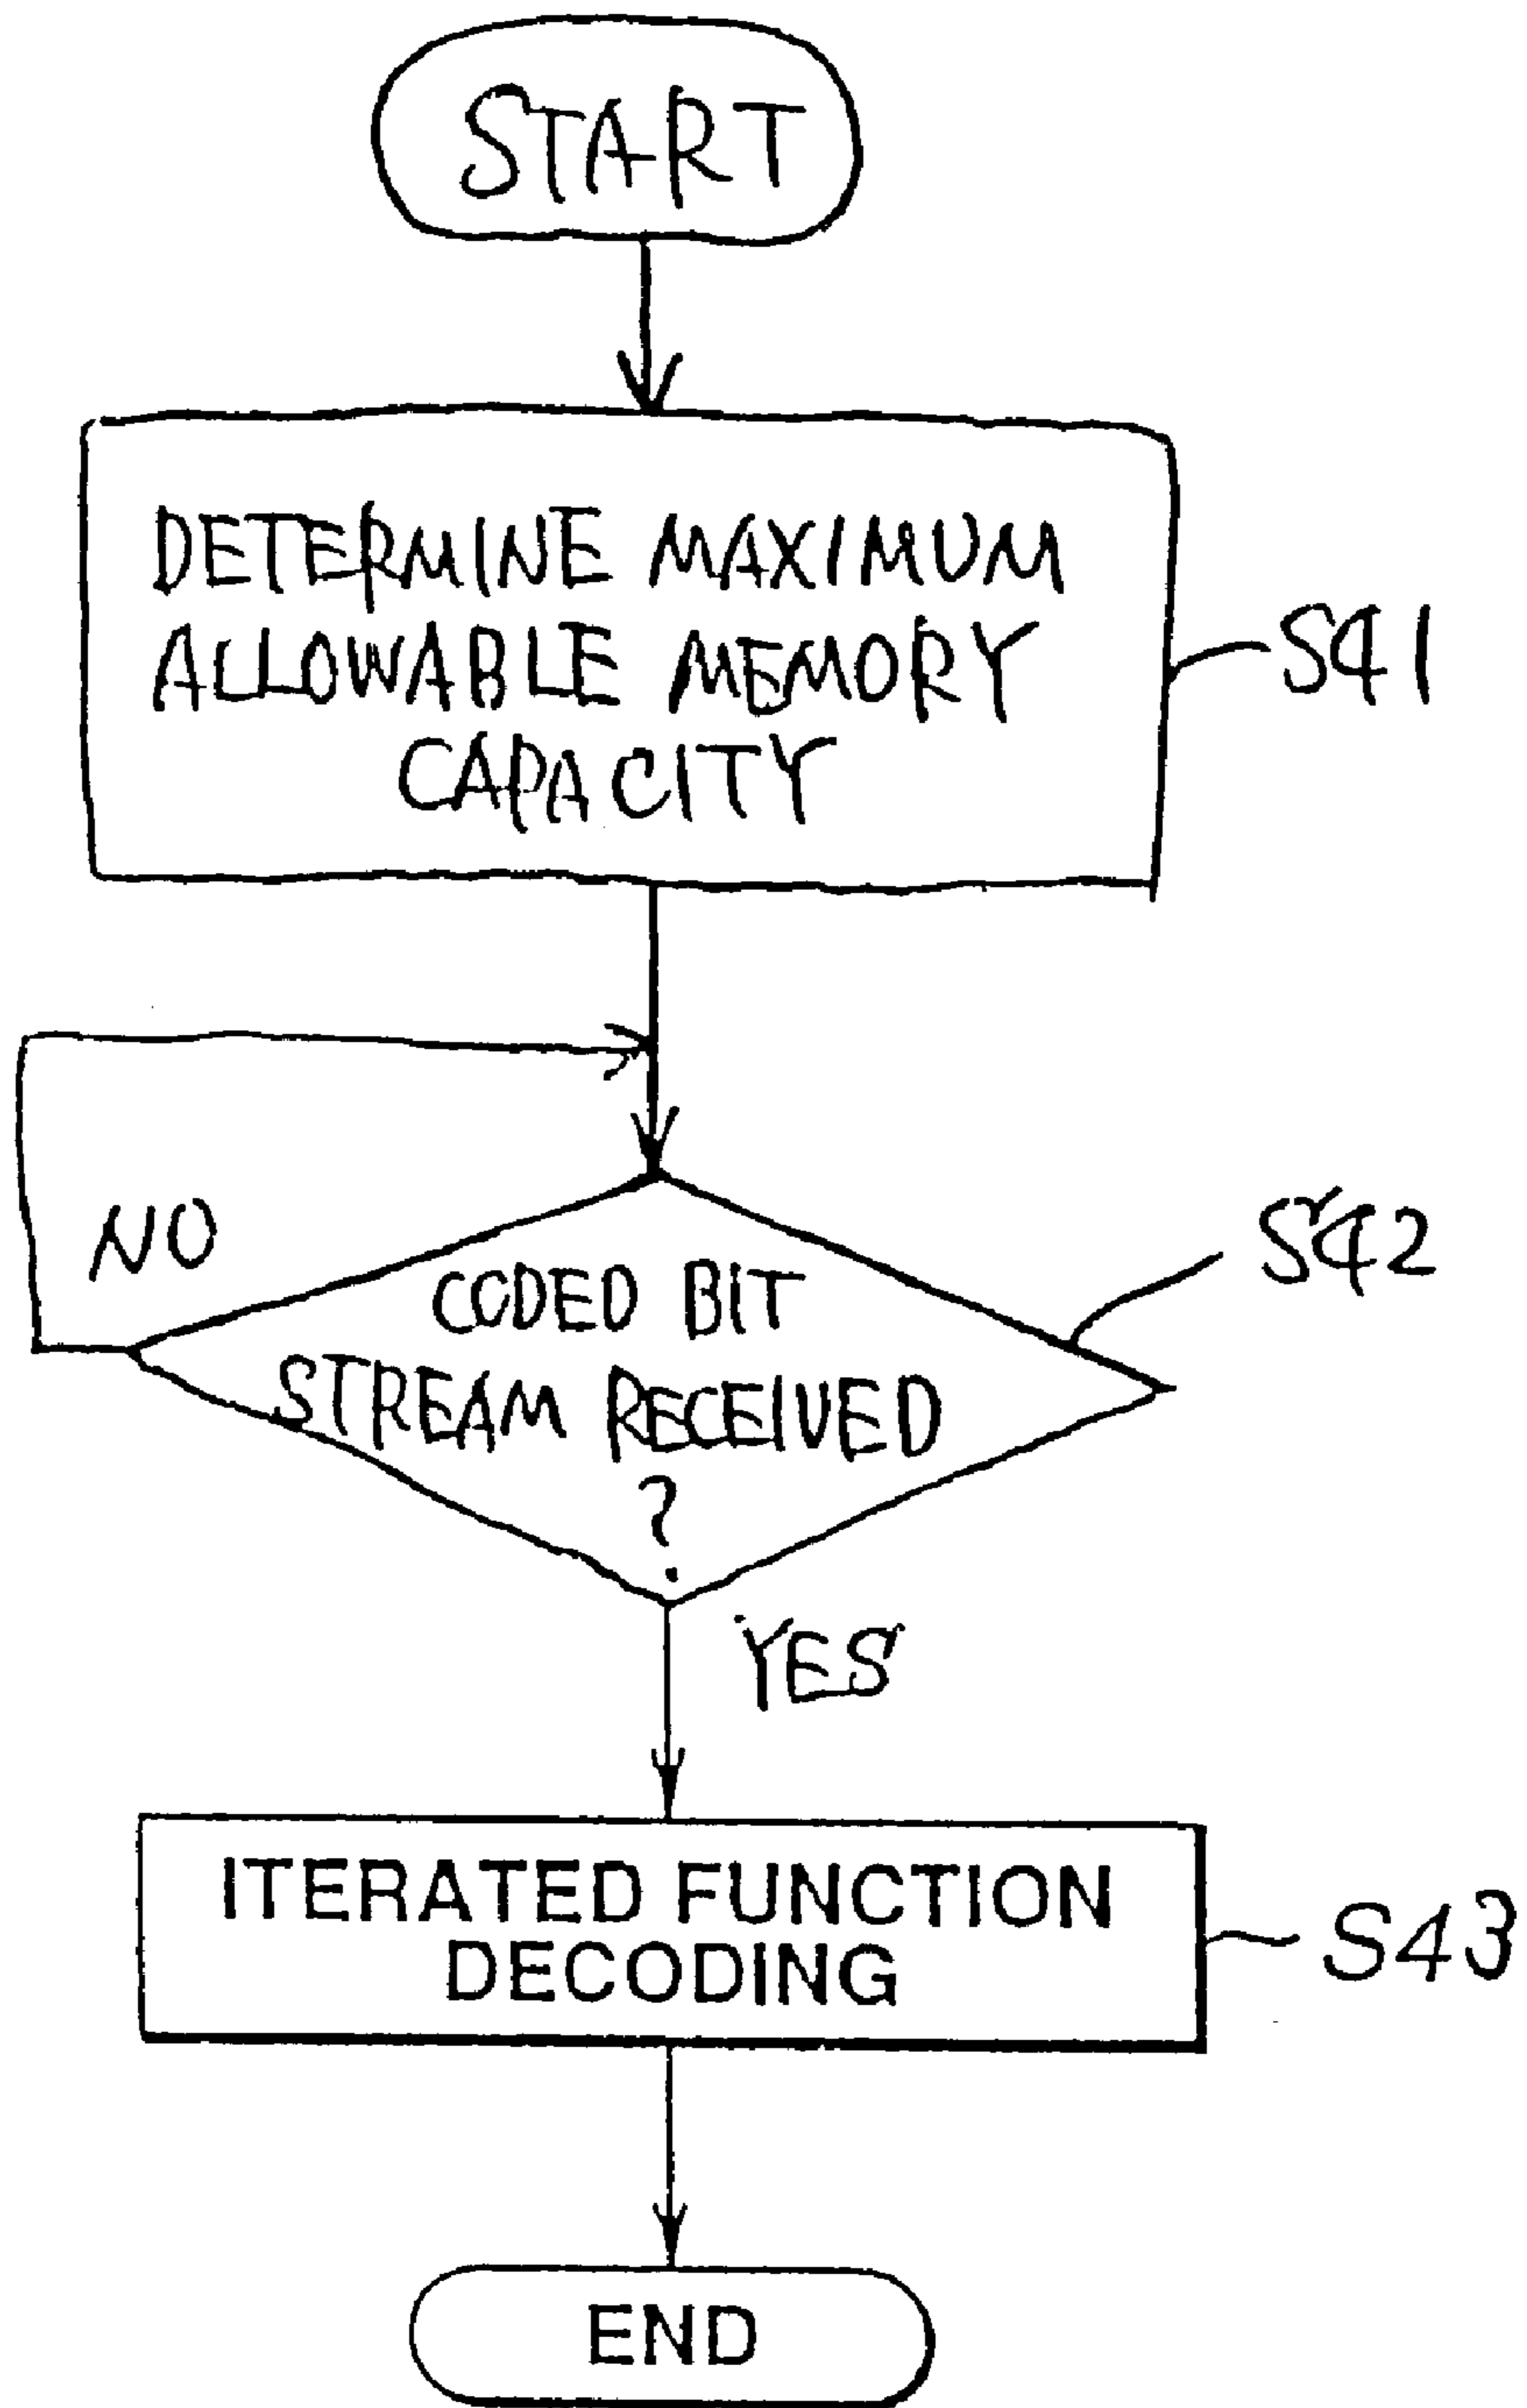 START
DETERMINE MAXIMUM
ALLOWABLE MEMORY
CAPACITY
S41
NO
CODED BIT
STREAM RECEIVED
?
S42
YES
ITERATED FUNCTION
DECODING
S43
END